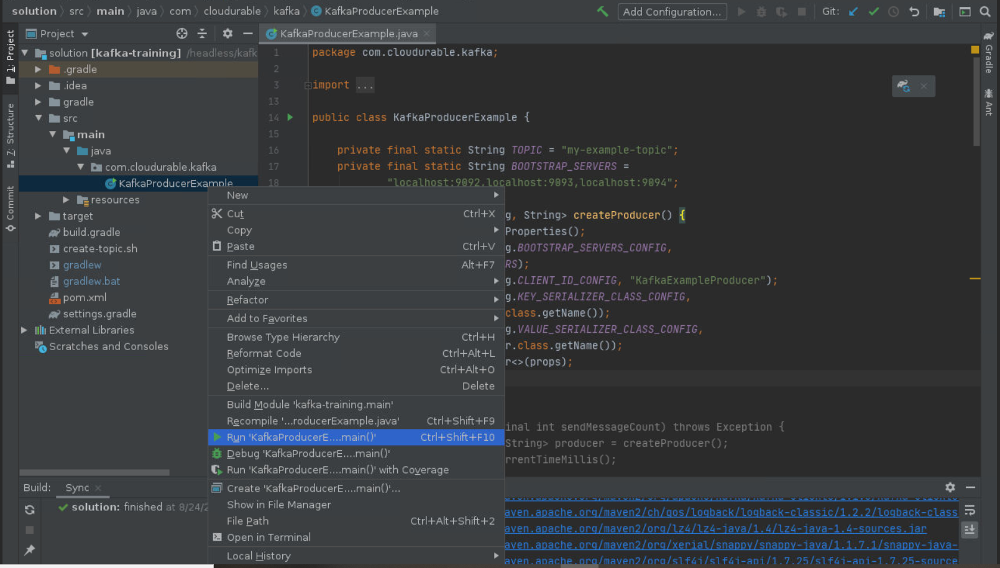 solution src main java com cloudurable kafka KafkaProducerExample Add Configuration... Git:
1: Project
Z: Structure
Commit
Project
solution [kafka-training] /headless/kafk
.gradle
.idea
gradle
src
main
java
com.cloudurable.kafka
KafkaProducerExample
resources
target
build.gradle
create-topic.sh
gradlew
gradlew.bat
pom.xml
settings.gradle
External Libraries
Scratches and Consoles
KafkaProducerExample.java
1 package com.cloudurable.kafka;
2
3 import ...
13
14 public class KafkaProducerExample {
15
16 private final static String TOPIC = "my-example-topic";
17 private final static String BOOTSTRAP_SERVERS =
18 "localhost:9092,localhost:9093,localhost:9094";
g, String> createProducer() {
Properties();
g.BOOTSTRAP_SERVERS_CONFIG,
RS);
g.CLIENT_ID_CONFIG, "KafkaExampleProducer");
g.KEY_SERIALIZER_CLASS_CONFIG,
class.getName());
g.VALUE_SERIALIZER_CLASS_CONFIG,
r.class.getName());
r<>(props);
inal int sendMessageCount) throws Exception {
String> producer = createProducer();
rrentTimeMillis();
Gradle
Ant
New
Cut Ctrl+X
Copy
Paste Ctrl+V
Find Usages Alt+F7
Analyze
Refactor
Add to Favorites
Browse Type Hierarchy Ctrl+H
Reformat Code Ctrl+Alt+L
Optimize Imports Ctrl+Alt+O
Delete... Delete
Build Module 'kafka-training.main'
Recompile '...roducerExample.java' Ctrl+Shift+F9
Run 'KafkaProducerE....main()' Ctrl+Shift+F10
Debug 'KafkaProducerE....main()'
Run 'KafkaProducerE....main()' with Coverage
Create 'KafkaProducerE....main()'...
Show in File Manager
File Path Ctrl+Alt+Shift+2
Open in Terminal
Local History
Build: Sync
solution: finished at 8/24/2
aven.apache.org/maven2/ch/qos/logback/logback-classic/1.2.2/logback-class
aven.apache.org/maven2/org/lz4/lz4-java/1.4/lz4-java-1.4-sources.jar
aven.apache.org/maven2/org/xerial/snappy/snappy-java/1.1.7.1/snappy-java-
aven.apache.org/maven2/org/slf4j/slf4j-api/1.7.25/slf4j-api-1.7.25-source